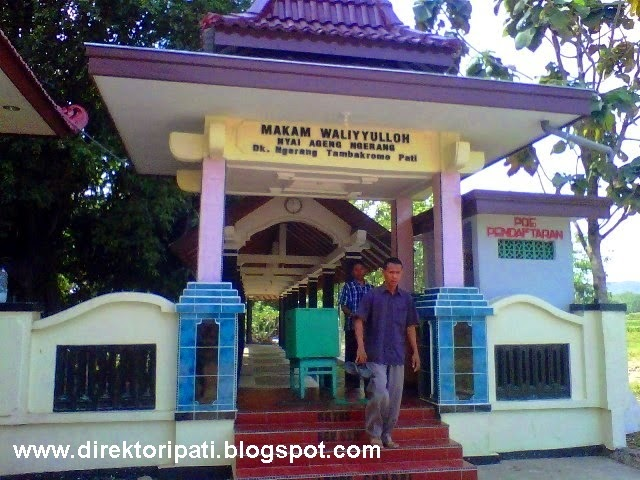 MAKAM WALIYYULLOH
NYAI AGENG NGERANG
Dk. Ngerang Tambakromo Pati
POS
PENDAFTARAN
www.direktoripati.blogspot.com